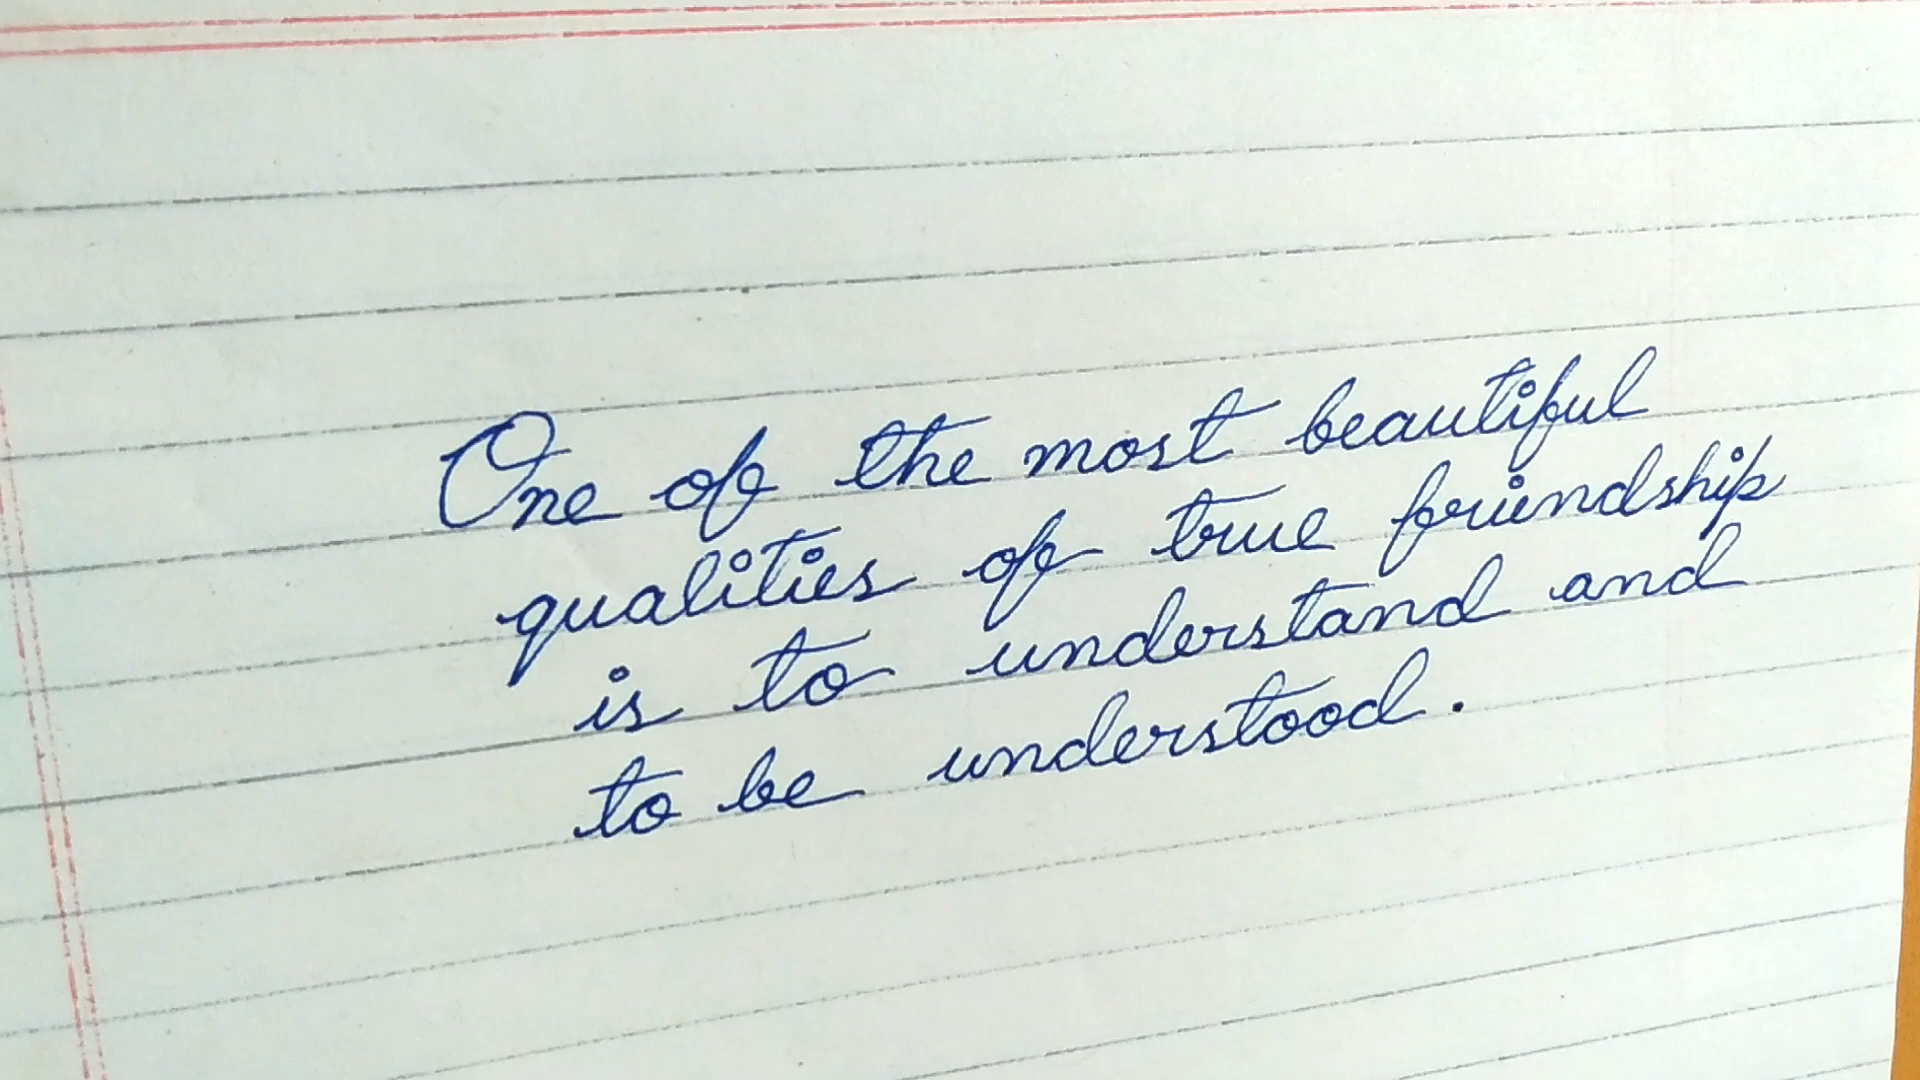 One of the most beautiful
qualities of true friendship
is to understand and
to be understood.